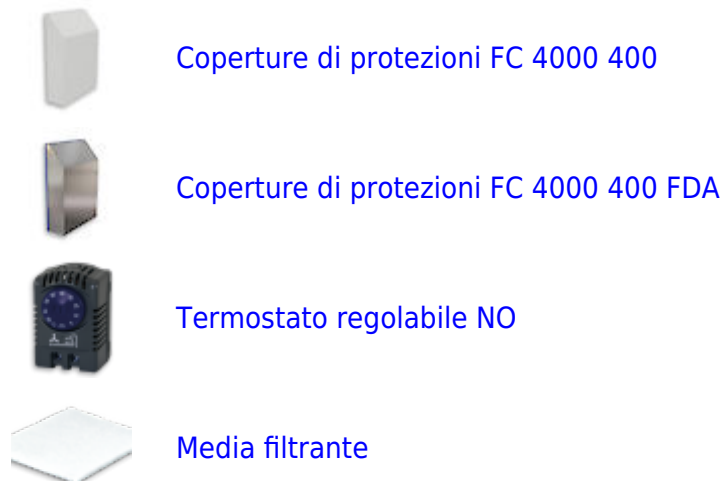 Coperture di protezioni FC 4000 400
Coperture di protezioni FC 4000 400 FDA
Termostato regolabile NO
Media filtrante